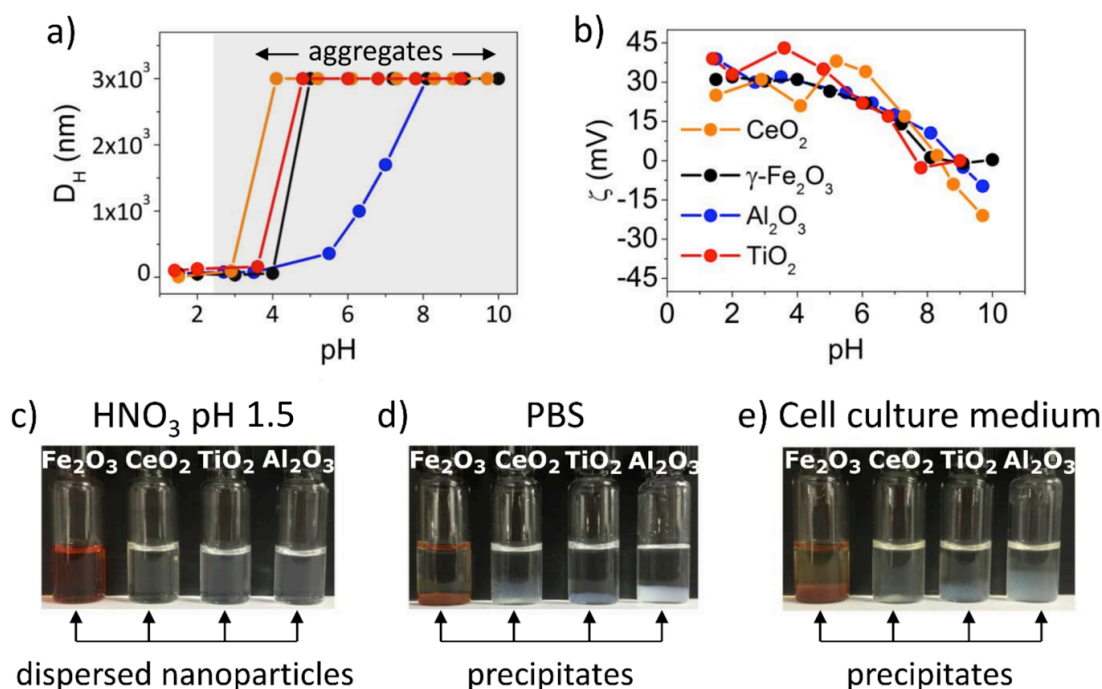 a)
aggregates
3x10³
2x10³
1x10³
0
D_H (nm)
2 4 6 8 10
pH
b)
45
30
15
0
-15
-30
-45
ζ (mV)
CeO₂
γ-Fe₂O₃
Al₂O₃
TiO₂
0 2 4 6 8 10
pH
c) HNO₃ pH 1.5
Fe₂O₃ CeO₂ TiO₂ Al₂O₃
dispersed nanoparticles
d) PBS
Fe₂O₃ CeO₂ TiO₂ Al₂O₃
precipitates
e) Cell culture medium
Fe₂O₃ CeO₂ TiO₂ Al₂O₃
precipitates